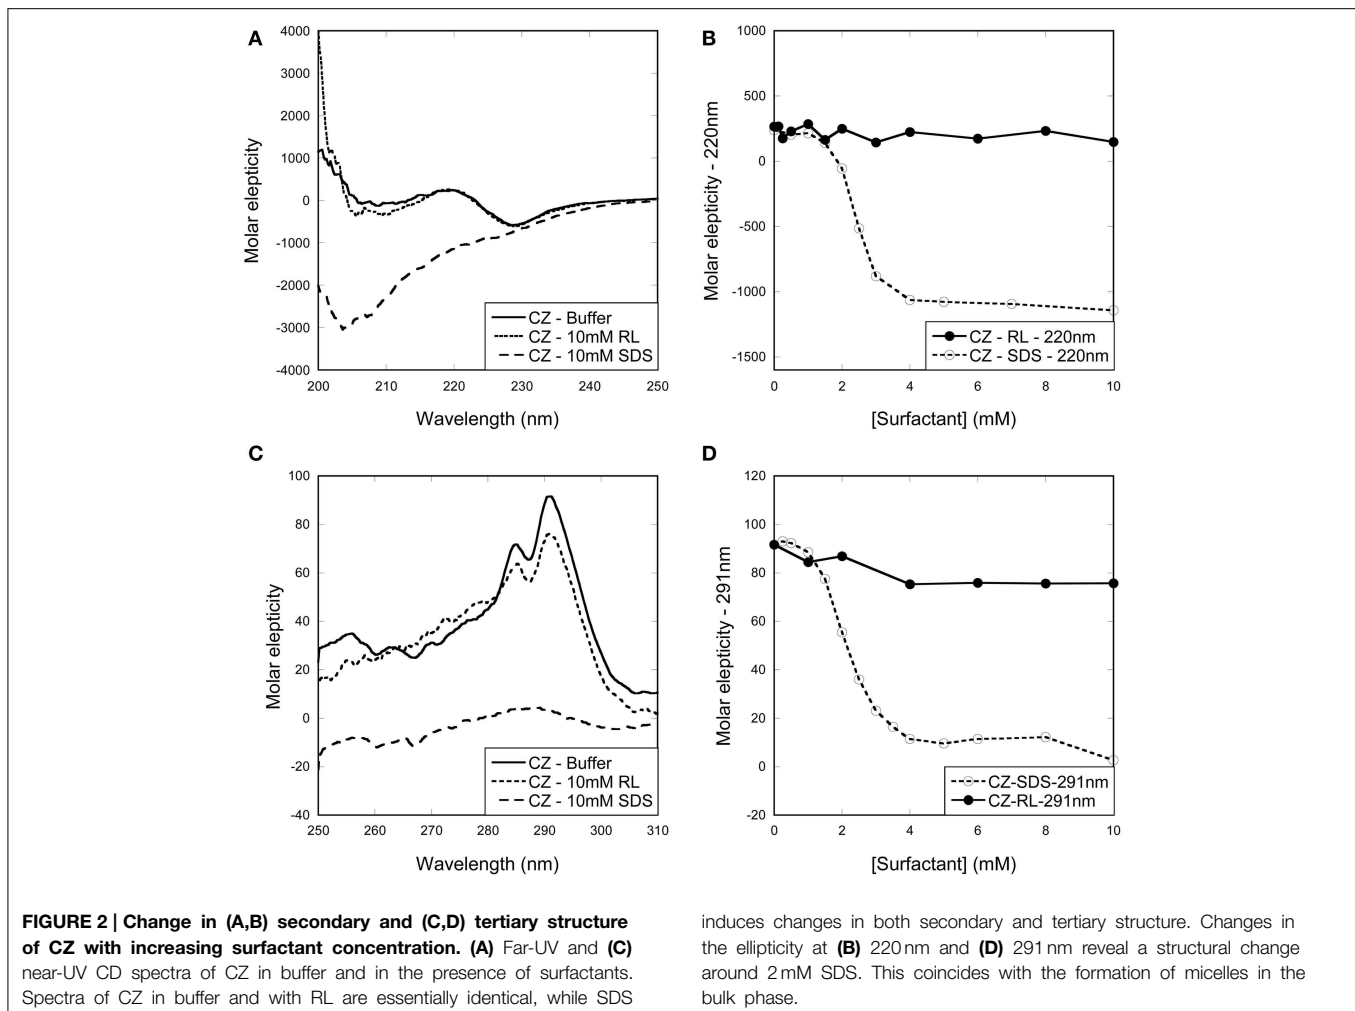 A
4000
3000
2000
1000
0
-1000
-2000
-3000
-4000
Molar elepticity
CZ - Buffer
CZ - 10mM RL
CZ - 10mM SDS
200 210 220 230 240 250
Wavelength (nm)
B
1000
500
0
-500
-1000
-1500
Molar elepticity - 220nm
CZ - RL - 220nm
CZ - SDS - 220nm
0 2 4 6 8 10
[Surfactant] (mM)
C
100
80
60
40
20
0
-20
-40
Molar elepticity
CZ - Buffer
CZ - 10mM RL
CZ - 10mM SDS
250 260 270 280 290 300 310
Wavelength (nm)
D
120
100
80
60
40
20
0
-20
Molar elepticity - 291nm
CZ-SDS-291nm
CZ-RL-291nm
0 2 4 6 8 10
[Surfactant] (mM)
FIGURE 2 | Change in (A,B) secondary and (C,D) tertiary structure
of CZ with increasing surfactant concentration. (A) Far-UV and (C)
near-UV CD spectra of CZ in buffer and in the presence of surfactants.
Spectra of CZ in buffer and with RL are essentially identical, while SDS
induces changes in both secondary and tertiary structure. Changes in
the ellipticity at (B) 220 nm and (D) 291 nm reveal a structural change
around 2 mM SDS. This coincides with the formation of micelles in the
bulk phase.